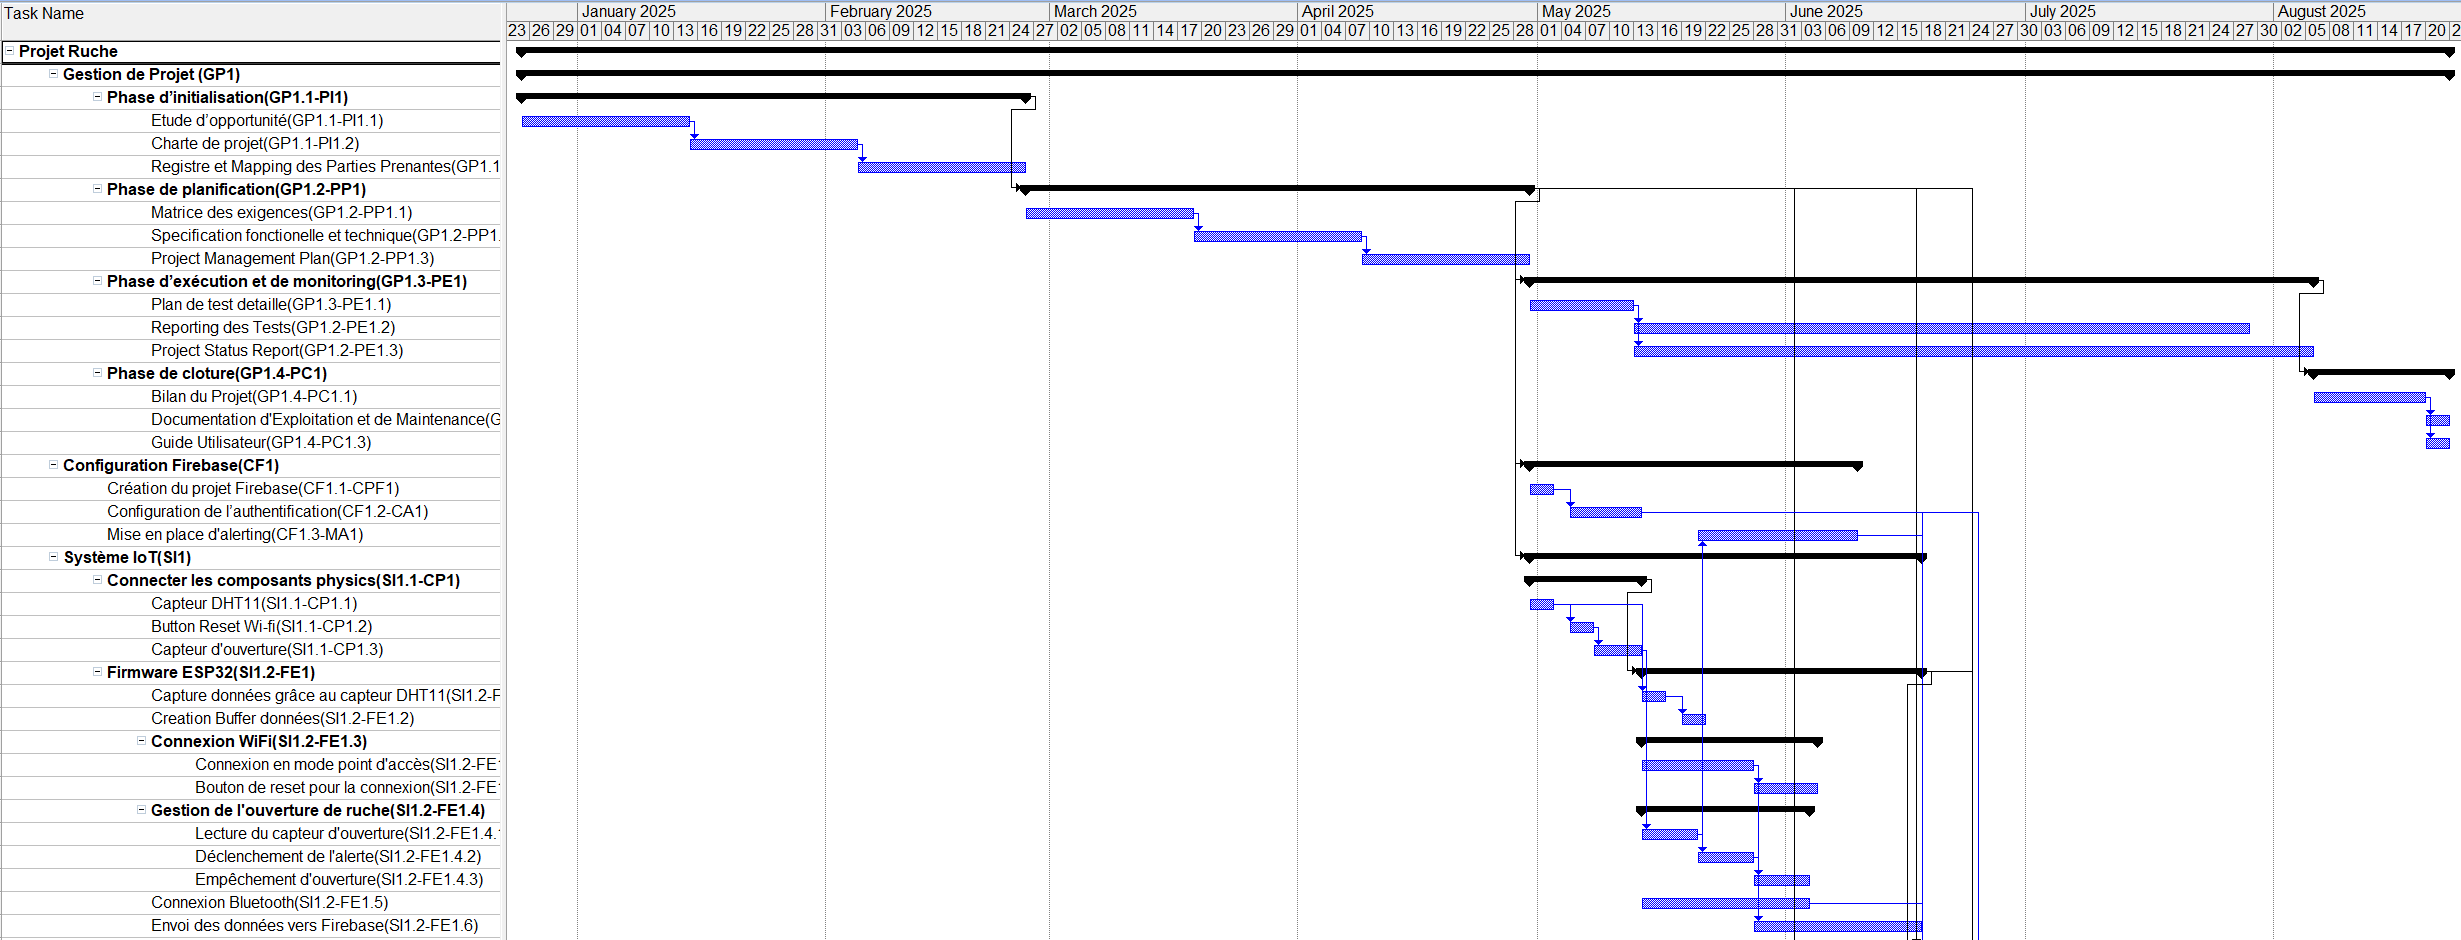 Task Name
January 2025 February 2025 March 2025 April 2025 May 2025 June 2025 July 2025 August 2025
23 26 29 01 04 07 10 13 16 19 22 25 28 31 03 06 09 12 15 18 21 24 27 02 05 08 11 14 17 20 23 26 29 01 04 07 10 13 16 19 22 25 28 01 04 07 10 13 16 19 22 25 28 31 03 06 09 12 15 18 21 24 27 30 03 06 09 12 15 18 21 24 27 30 02 05 08 11 14 17 20 2
Projet Ruche
Gestion de Projet (GP1)
Phase d’initialisation(GP1.1-PI1)
Etude d’opportunité(GP1.1-PI1.1)
Charte de projet(GP1.1-PI1.2)
Registre et Mapping des Parties Prenantes(GP1.1
Phase de planification(GP1.2-PP1)
Matrice des exigences(GP1.2-PP1.1)
Specification fonctionelle et technique(GP1.2-PP1.
Project Management Plan(GP1.2-PP1.3)
Phase d’exécution et de monitoring(GP1.3-PE1)
Plan de test detaille(GP1.3-PE1.1)
Reporting des Tests(GP1.2-PE1.2)
Project Status Report(GP1.2-PE1.3)
Phase de cloture(GP1.4-PC1)
Bilan du Projet(GP1.4-PC1.1)
Documentation d'Exploitation et de Maintenance(G
Guide Utilisateur(GP1.4-PC1.3)
Configuration Firebase(CF1)
Création du projet Firebase(CF1.1-CPF1)
Configuration de l’authentification(CF1.2-CA1)
Mise en place d'alerting(CF1.3-MA1)
Système IoT(SI1)
Connecter les composants physics(SI1.1-CP1)
Capteur DHT11(SI1.1-CP1.1)
Button Reset Wi-fi(SI1.1-CP1.2)
Capteur d'ouverture(SI1.1-CP1.3)
Firmware ESP32(SI1.2-FE1)
Capture données grâce au capteur DHT11(SI1.2-F
Creation Buffer données(SI1.2-FE1.2)
Connexion WiFi(SI1.2-FE1.3)
Connexion en mode point d'accès(SI1.2-FE
Bouton de reset pour la connexion(SI1.2-FE
Gestion de l'ouverture de ruche(SI1.2-FE1.4)
Lecture du capteur d'ouverture(SI1.2-FE1.4.
Déclenchement de l'alerte(SI1.2-FE1.4.2)
Empêchement d'ouverture(SI1.2-FE1.4.3)
Connexion Bluetooth(SI1.2-FE1.5)
Envoi des données vers Firebase(SI1.2-FE1.6)